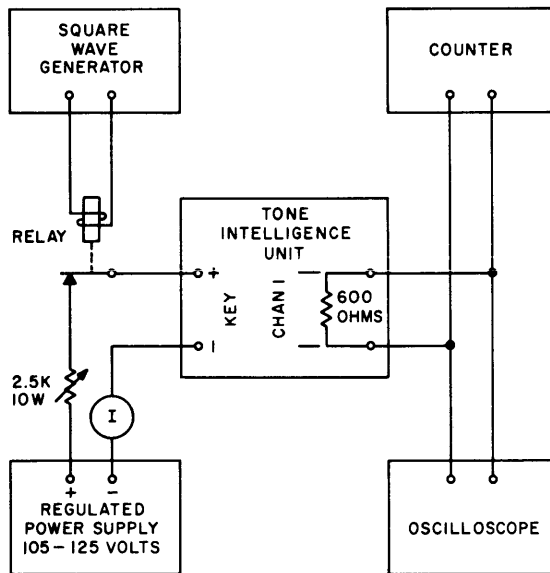 SQUARE
WAVE
GENERATOR
COUNTER
RELAY
TONE
INTELLIGENCE
UNIT
+
KEY
–
CHAN 1
600
OHMS
2.5K
10W
I
+ –
REGULATED
POWER SUPPLY
105–125 VOLTS
OSCILLOSCOPE